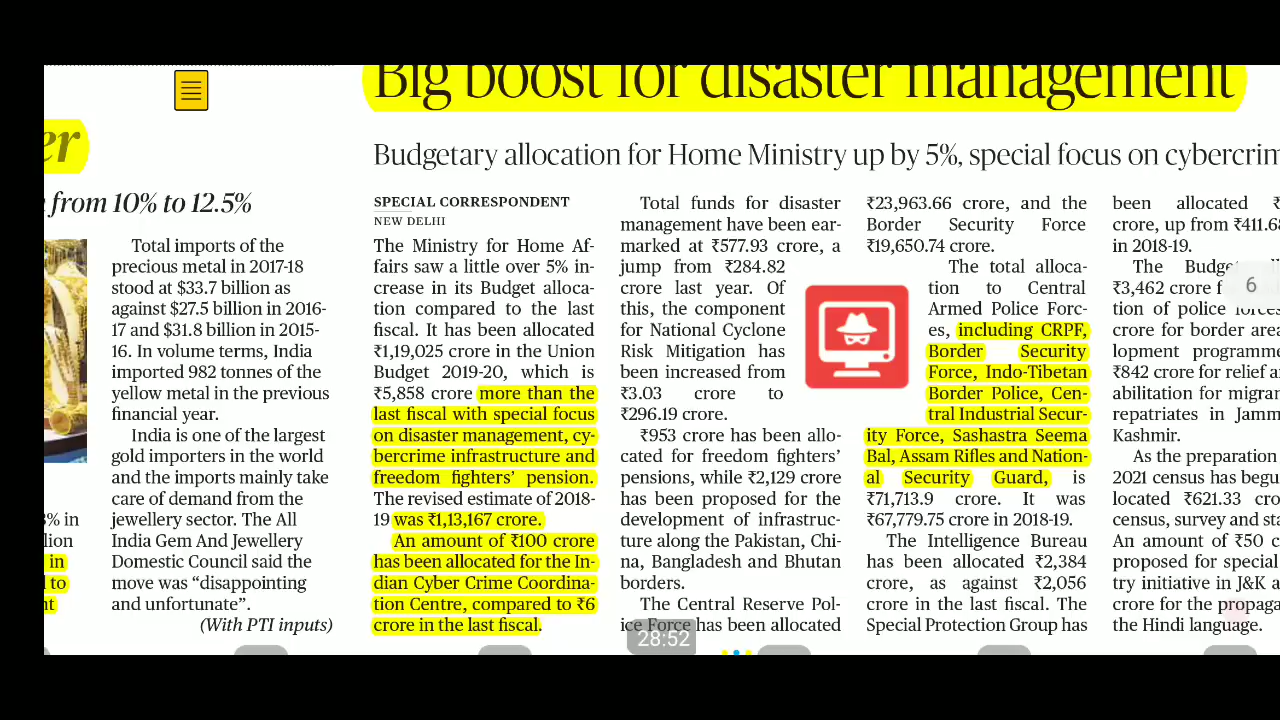 Big boost for disaster management
er
Budgetary allocation for Home Ministry up by 5%, special focus on cybercrim
from 10% to 12.5%
Total imports of the
precious metal in 2017-18
stood at $33.7 billion as
against $27.5 billion in 2016-
17 and $31.8 billion in 2015-
16. In volume terms, India
imported 982 tonnes of the
yellow metal in the previous
financial year.
India is one of the largest
gold importers in the world
and the imports mainly take
care of demand from the
jewellery sector. The All
India Gem And Jewellery
Domestic Council said the
move was “disappointing
and unfortunate”.
(With PTI inputs)
% in
lion
in
to
nt
SPECIAL CORRESPONDENT
NEW DELHI
The Ministry for Home Af-
fairs saw a little over 5% in-
crease in its Budget alloca-
tion compared to the last
fiscal. It has been allocated
₹1,19,025 crore in the Union
Budget 2019-20, which is
₹5,858 crore more than the
last fiscal with special focus
on disaster management, cy-
bercrime infrastructure and
freedom fighters’ pension.
The revised estimate of 2018-
19 was ₹1,13,167 crore.
An amount of ₹100 crore
has been allocated for the In-
dian Cyber Crime Coordina-
tion Centre, compared to ₹6
crore in the last fiscal.
Total funds for disaster
management have been ear-
marked at ₹577.93 crore, a
jump from ₹284.82
crore last year. Of
this, the component
for National Cyclone
Risk Mitigation has
been increased from
₹3.03 crore to
₹296.19 crore.
₹953 crore has been allo-
cated for freedom fighters’
pensions, while ₹2,129 crore
has been proposed for the
development of infrastruc-
ture along the Pakistan, Chi-
na, Bangladesh and Bhutan
borders.
The Central Reserve Pol-
ice Force has been allocated
28:52
₹23,963.66 crore, and the
Border Security Force
₹19,650.74 crore.
The total alloca-
tion to Central
Armed Police Forc-
es, including CRPF,
Border Security
Force, Indo-Tibetan
Border Police, Cen-
tral Industrial Secur-
ity Force, Sashastra Seema
Bal, Assam Rifles and Nation-
al Security Guard, is
₹71,713.9 crore. It was
₹67,779.75 crore in 2018-19.
The Intelligence Bureau
has been allocated ₹2,384
crore, as against ₹2,056
crore in the last fiscal. The
Special Protection Group has
been allocated ₹
crore, up from ₹411.68
in 2018-19.
The
₹3,462 crore f
tion of police forces
crore for border area
lopment programme
₹842 crore for relief a
abilitation for migran
repatriates in Jamm
Kashmir.
As the preparation
2021 census has begu
located ₹621.33 cro
census, survey and sta
An amount of ₹50 c
proposed for special
try initiative in J&K a
crore for the propaga
the Hindi language.
6